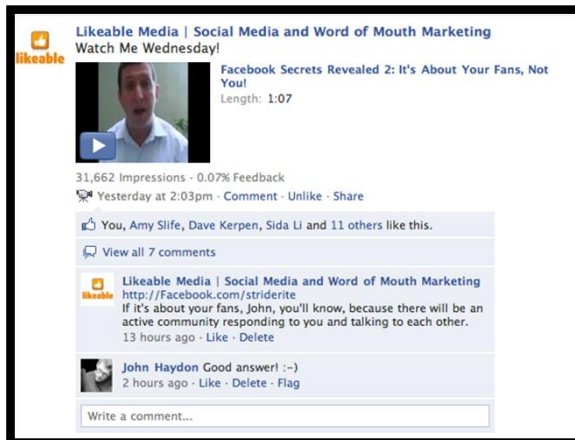 likeable
Likeable Media | Social Media and Word of Mouth Marketing
Watch Me Wednesday!
Facebook Secrets Revealed 2: It's About Your Fans, Not
You!
Length: 1:07
31,662 Impressions · 0.07% Feedback
Yesterday at 2:03pm · Comment · Unlike · Share
You, Amy Slife, Dave Kerpen, Sida Li and 11 others like this.
View all 7 comments
likeable
Likeable Media | Social Media and Word of Mouth Marketing
http://Facebook.com/striderite
If it's about your fans, John, you'll know, because there will be an
active community responding to you and talking to each other.
13 hours ago · Like · Delete
John Haydon Good answer! :-)
2 hours ago · Like · Delete · Flag
Write a comment...